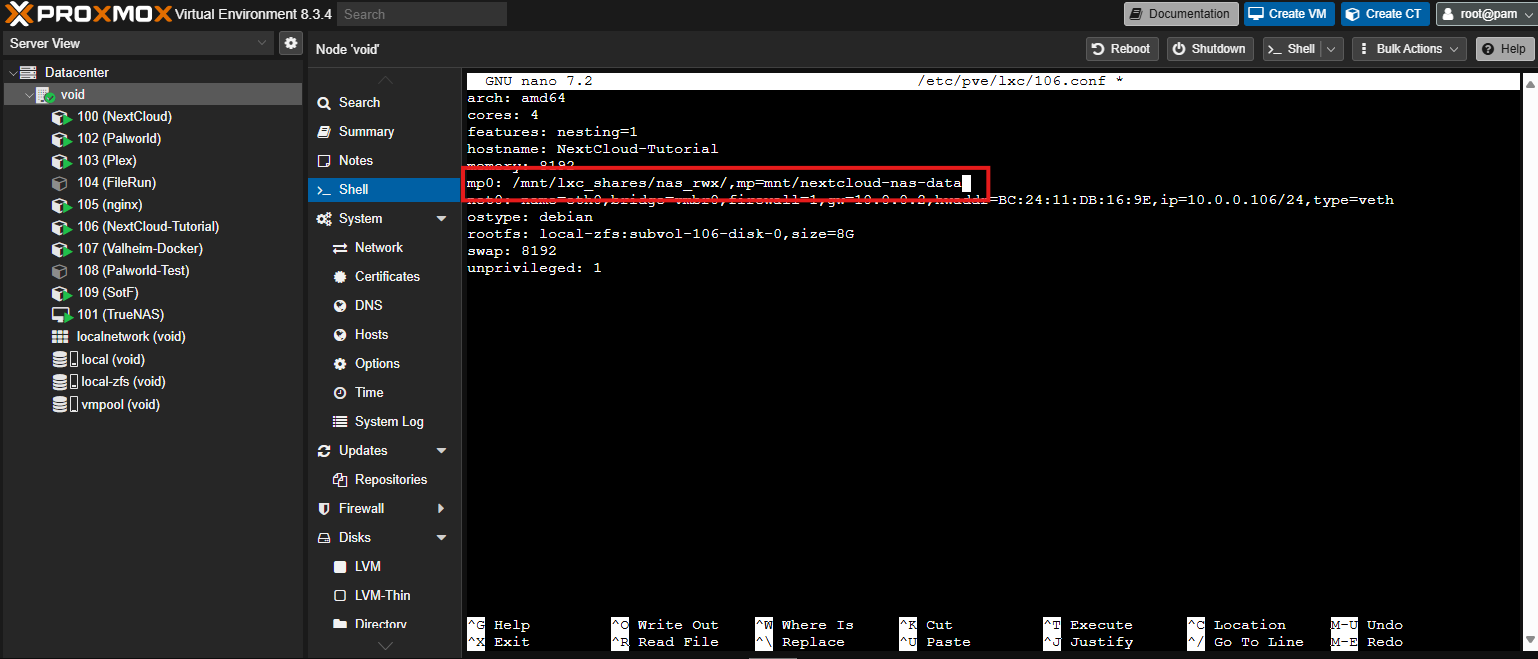 PROXMOX Virtual Environment 8.3.4
Search
Documentation
Create VM
Create CT
root@pam
Server View
Node 'void'
Reboot
Shutdown
>_ Shell
Bulk Actions
Help
Datacenter
void
100 (NextCloud)
102 (Palworld)
103 (Plex)
104 (FileRun)
105 (nginx)
106 (NextCloud-Tutorial)
107 (Valheim-Docker)
108 (Palworld-Test)
109 (SotF)
101 (TrueNAS)
localnetwork (void)
local (void)
local-zfs (void)
vmpool (void)
Search
Summary
Notes
>_ Shell
System
Network
Certificates
DNS
Hosts
Options
Time
System Log
Updates
Repositories
Firewall
Disks
LVM
LVM-Thin
Directory
GNU nano 7.2 /etc/pve/lxc/106.conf *
arch: amd64
cores: 4
features: nesting=1
hostname: NextCloud-Tutorial
memory: 8192
mp0: /mnt/lxc_shares/nas_rwx/,mp=mnt/nextcloud-nas-data
net0: name=eth0,bridge=vmbr0,firewall=1,gw=10.0.0.2,hwaddr=BC:24:11:DB:16:9E,ip=10.0.0.106/24,type=veth
ostype: debian
rootfs: local-zfs:subvol-106-disk-0,size=8G
swap: 8192
unprivileged: 1
^G Help ^O Write Out ^W Where Is ^K Cut ^T Execute ^C Location M-U Undo
^X Exit ^R Read File ^\ Replace ^U Paste ^J Justify ^/ Go To Line M-E Redo